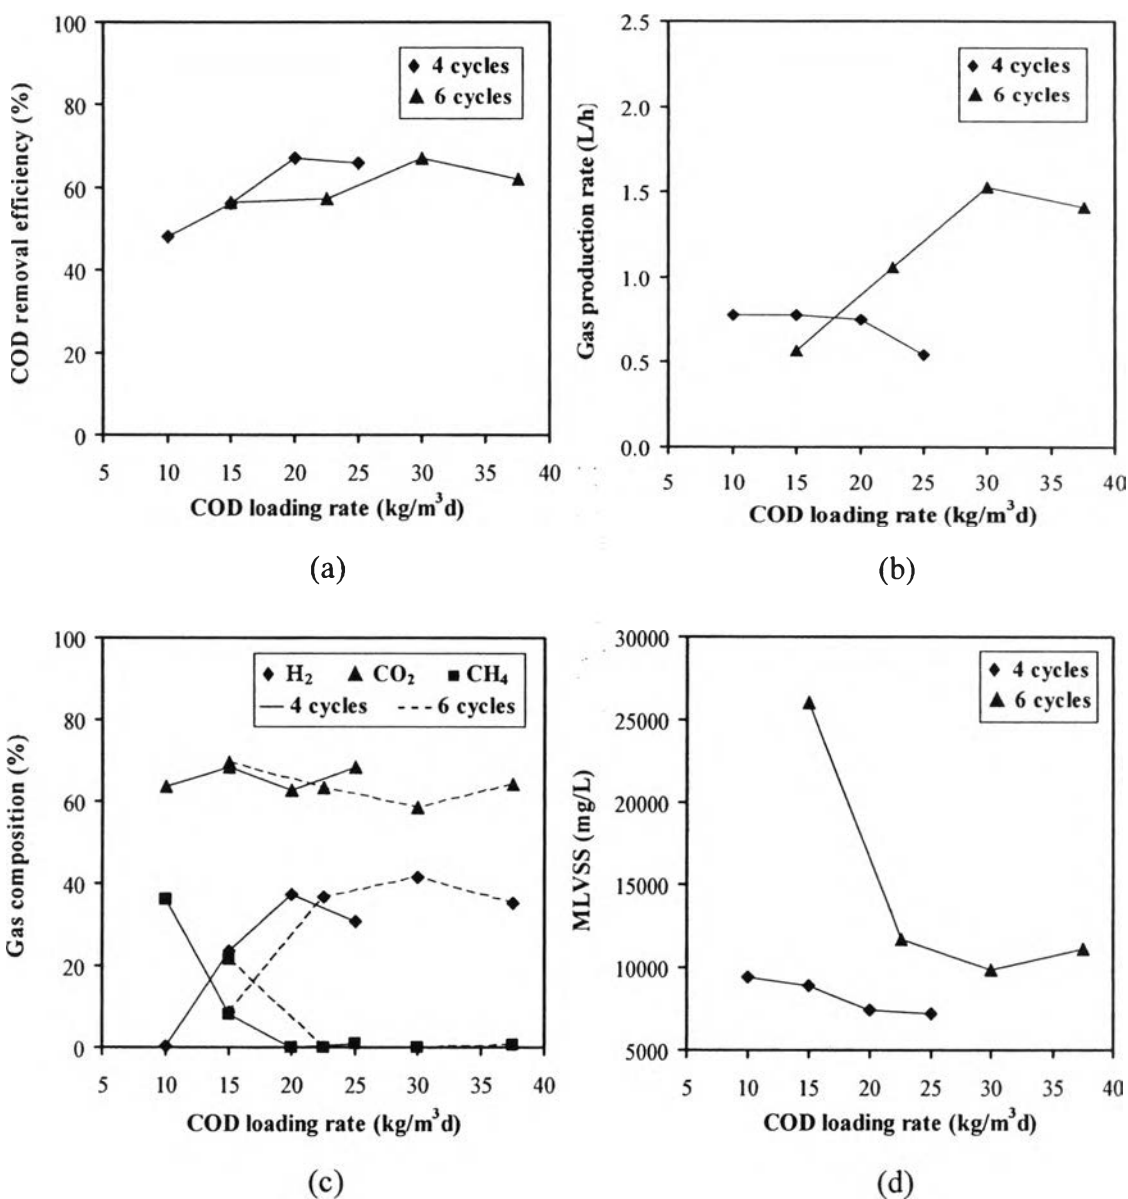 100
80
60
40
20
0
COD removal efficiency (%)
4 cycles
6 cycles
5 10 15 20 25 30 35 40
COD loading rate (kg/m³d)
(a)
2.5
2.0
1.5
1.0
0.5
0.0
Gas production rate (L/h)
4 cycles
6 cycles
5 10 15 20 25 30 35 40
COD loading rate (kg/m³d)
(b)
100
80
60
40
20
0
Gas composition (%)
H₂ CO₂ CH₄
4 cycles 6 cycles
5 10 15 20 25 30 35 40
COD loading rate (kg/m³d)
(c)
30000
25000
20000
15000
10000
5000
MLVSS (mg/L)
4 cycles
6 cycles
5 10 15 20 25 30 35 40
COD loading rate (kg/m³d)
(d)